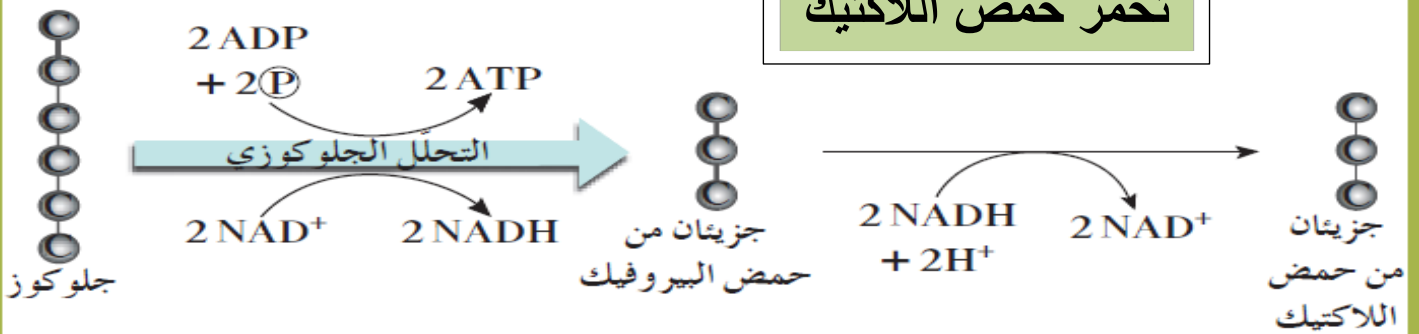 تخمر حمض اللاكتيك
2 ADP
+ 2P
2 ATP
التحلّل الجلوكوزي
2 NAD⁺
2 NADH
C
C
C
C
C
C
جلوكوز
C
C
C
جزيئان من
حمض البيروفيك
2 NADH
+ 2H⁺
2 NAD⁺
C
C
C
جزيئان
من حمض
اللاكتيك